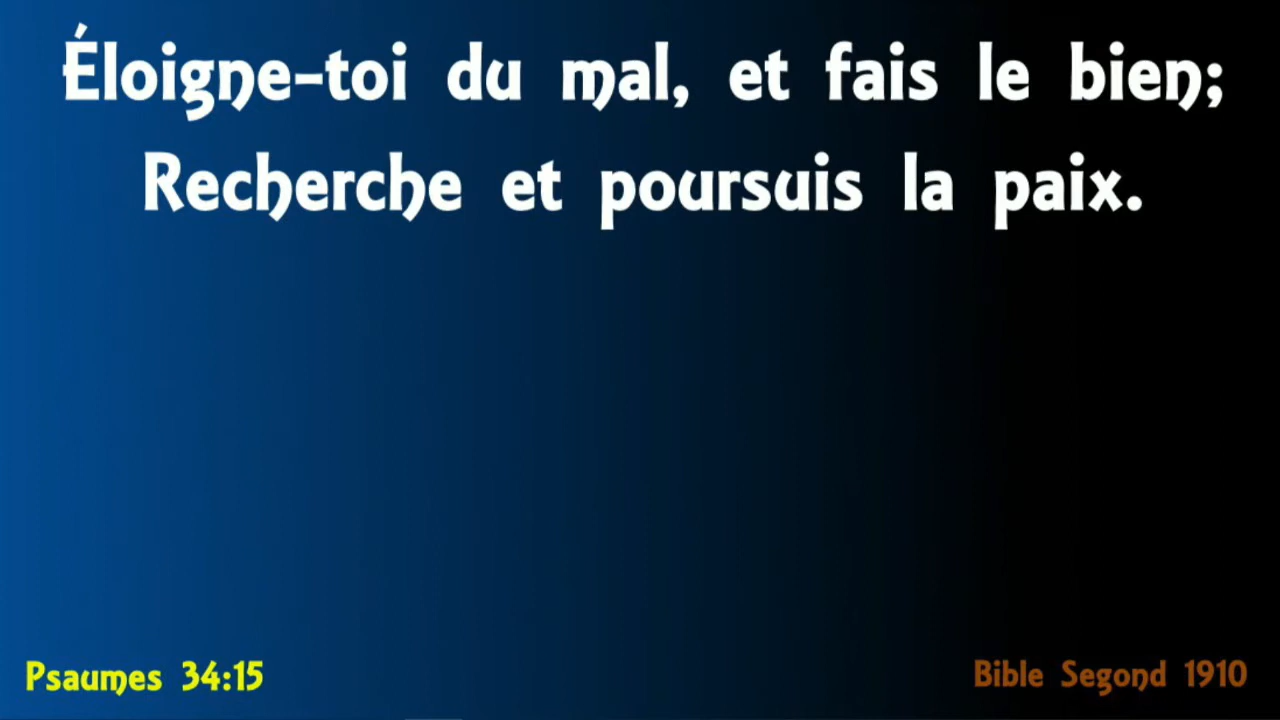 Éloigne-toi du mal, et fais le bien;
Recherche et poursuis la paix.
Psaumes 34:15
Bible Segond 1910